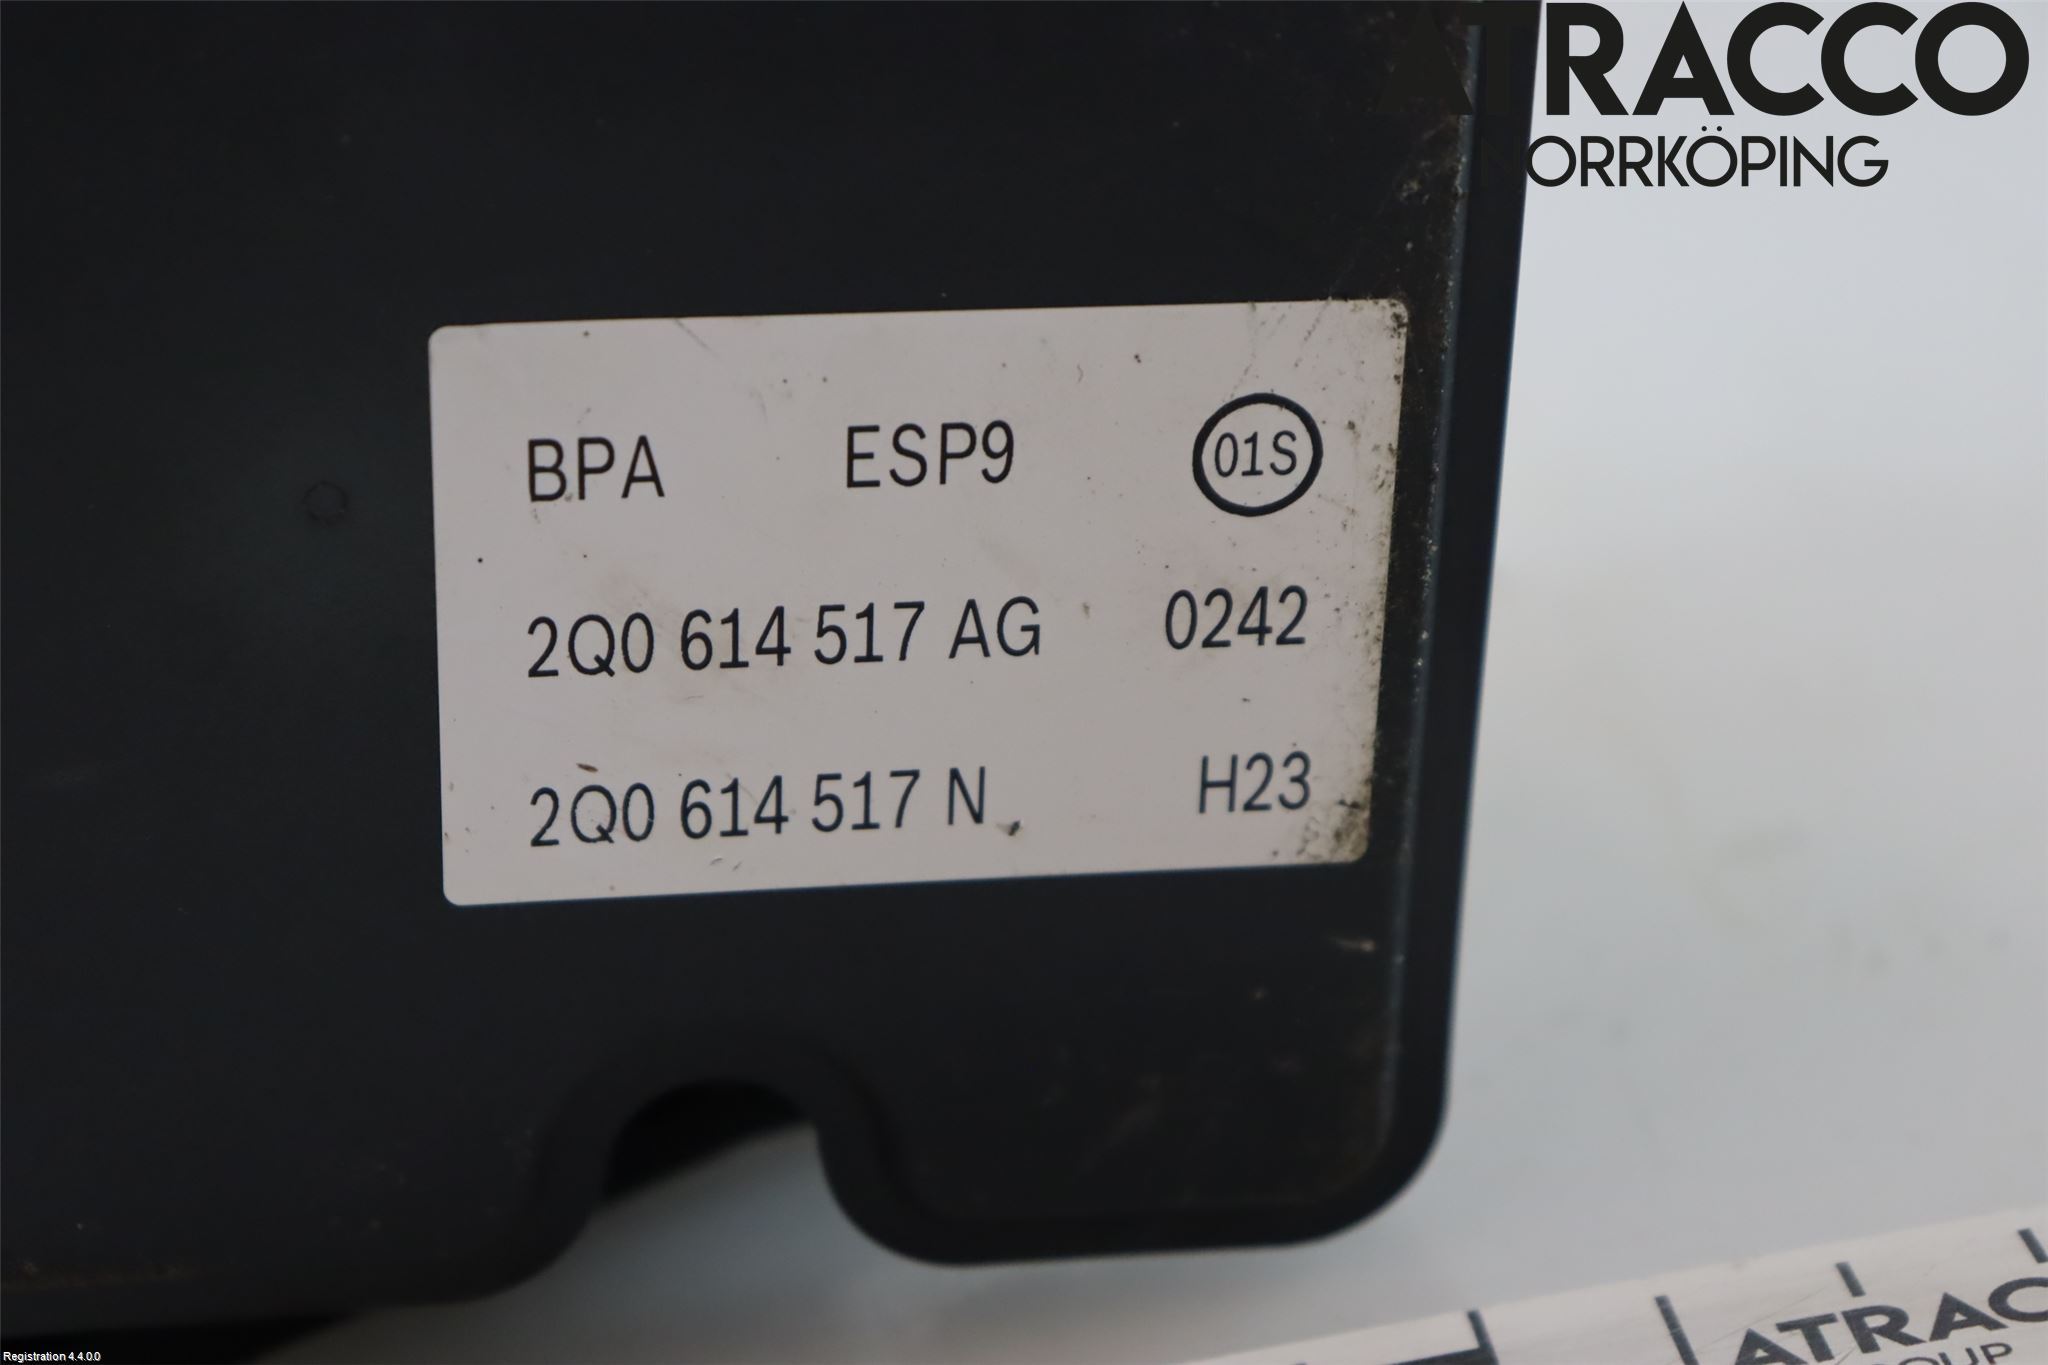 ATRACCO
NORRKÖPING
BPA ESP9 01S
2Q0 614 517 AG 0242
2Q0 614 517 N H23
ATRAC
OUP
Registration 4.4.0.0